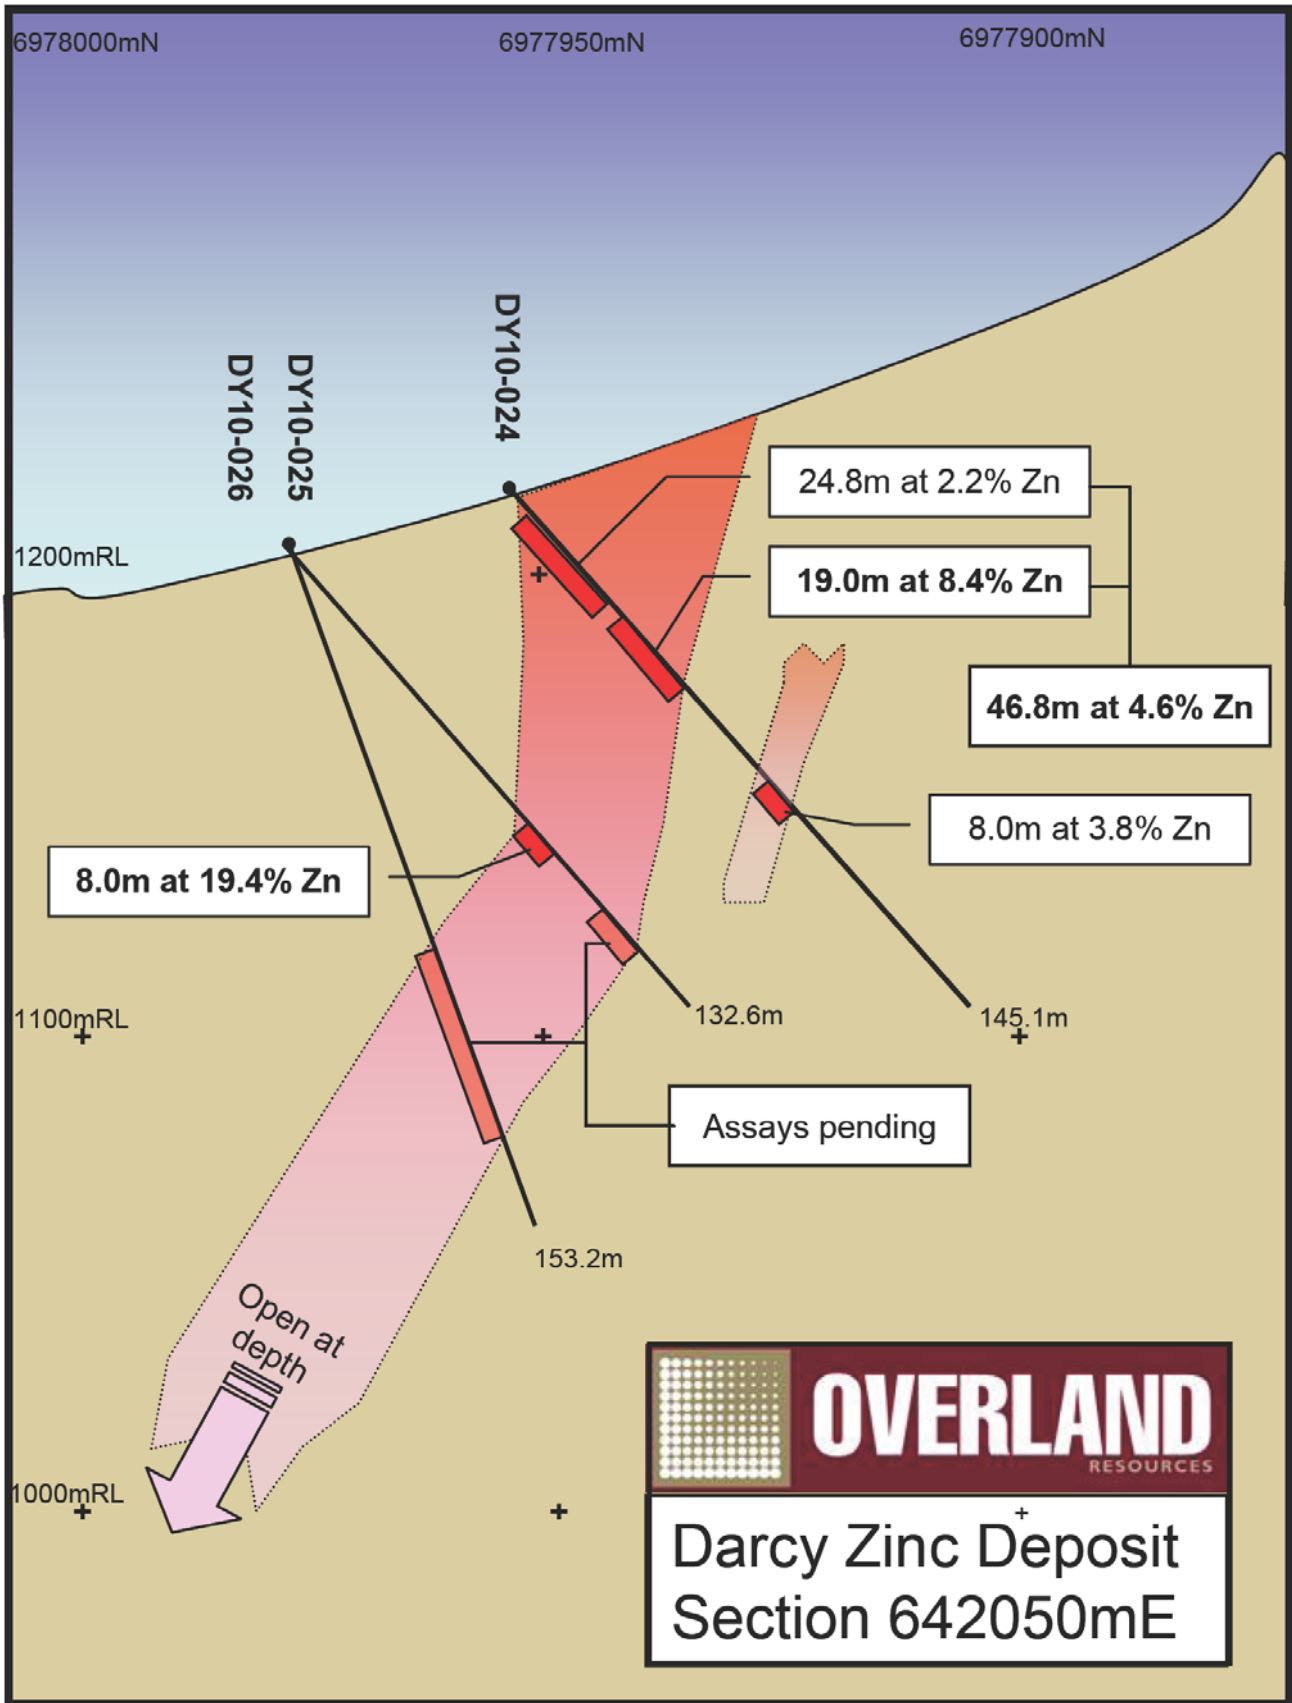 6978000mN
6977950mN
6977900mN
DY10-026
DY10-025
DY10-024
24.8m at 2.2% Zn
1200mRL
19.0m at 8.4% Zn
46.8m at 4.6% Zn
8.0m at 3.8% Zn
8.0m at 19.4% Zn
1100mRL
132.6m
145.1m
Assays pending
153.2m
Open at
depth
1000mRL
OVERLAND
RESOURCES
Darcy Zinc Deposit
Section 642050mE